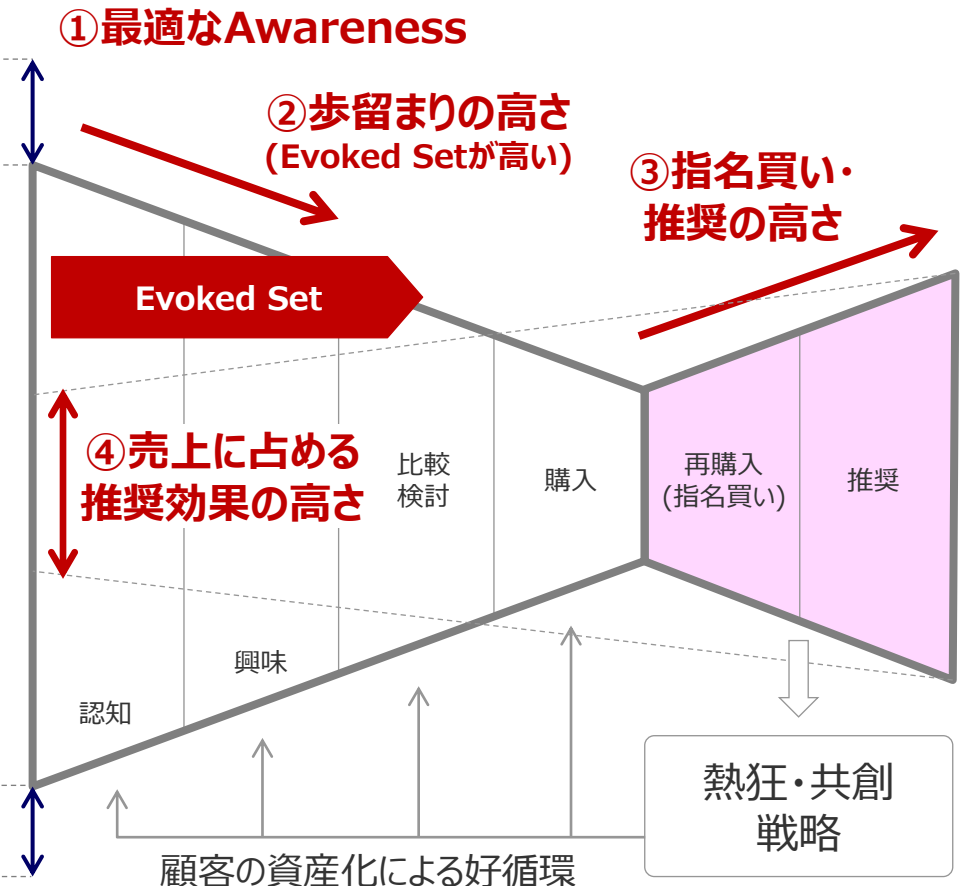 ①最適なAwareness
②歩留まりの高さ
(Evoked Setが高い)
③指名買い・
推奨の高さ
Evoked Set
④売上に占める
推奨効果の高さ
比較
検討
購入
再購入
(指名買い)
推奨
興味
認知
熱狂・共創
戦略
顧客の資産化による好循環